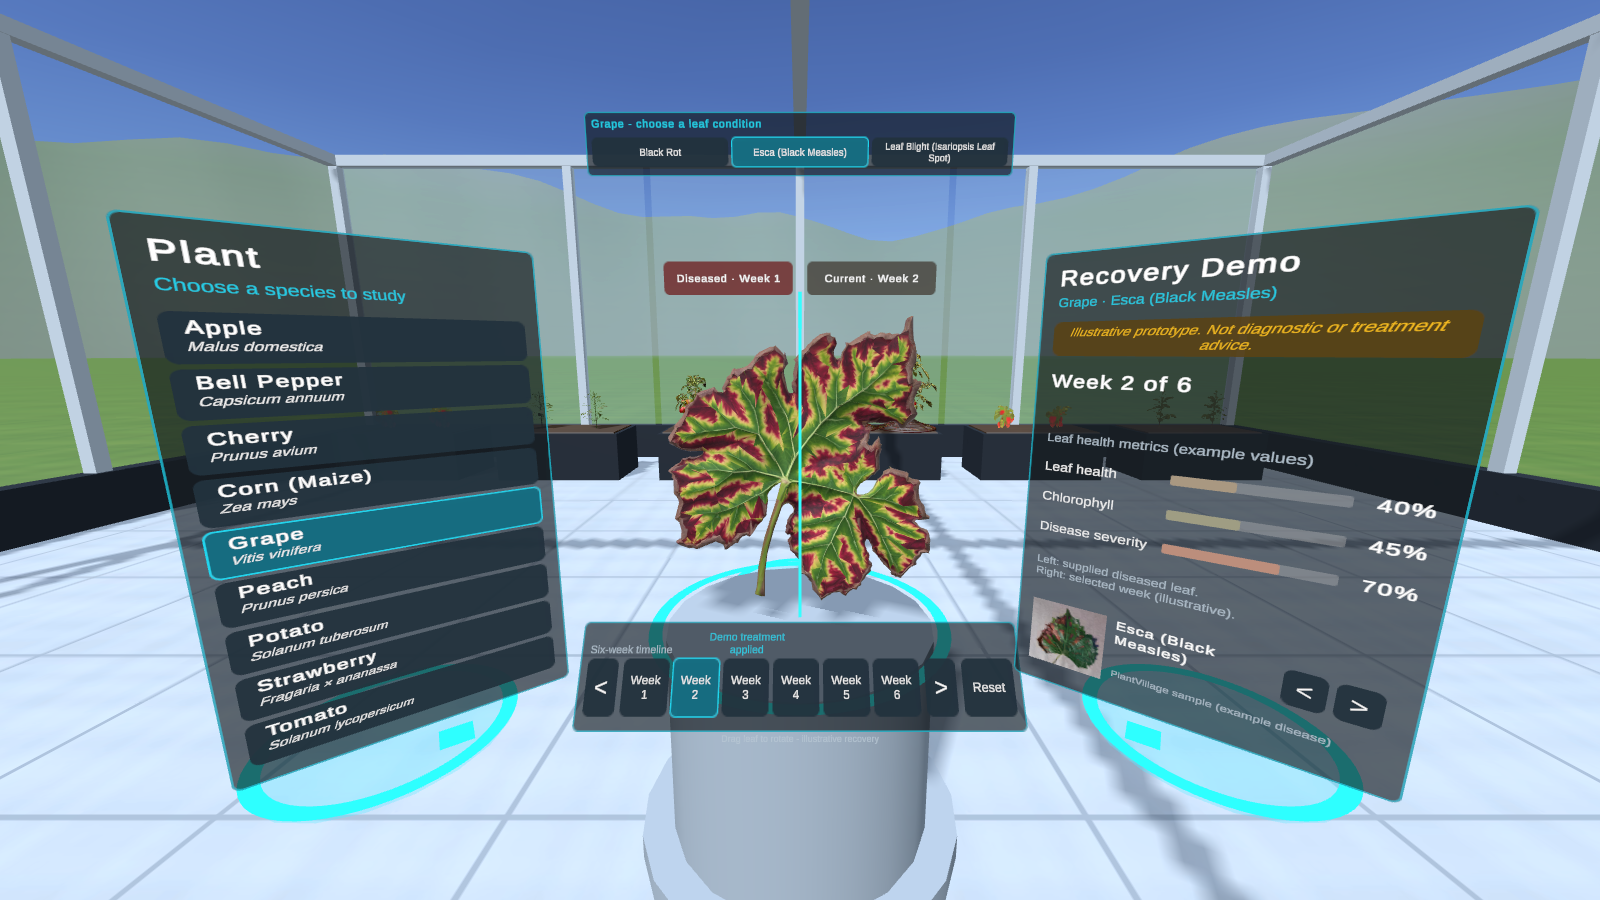 Grape - choose a leaf condition
Black Rot
Esca (Black Measles)
Leaf Blight (Isariopsis Leaf
Spot)
Plant
Choose a species to study
Apple
Malus domestica
Bell Pepper
Capsicum annuum
Cherry
Prunus avium
Corn (Maize)
Zea mays
Grape
Vitis vinifera
Peach
Prunus persica
Potato
Solanum tuberosum
Strawberry
Fragaria × ananassa
Tomato
Solanum lycopersicum
Diseased · Week 1
Current · Week 2
Six-week timeline
Demo treatment
applied
<
Week
1
Week
2
Week
3
Week
4
Week
5
Week
6
>
Reset
Drag leaf to rotate - illustrative recovery
Recovery Demo
Grape · Esca (Black Measles)
Illustrative prototype. Not diagnostic or treatment
advice.
Week 2 of 6
Leaf health metrics (example values)
Leaf health
40%
Chlorophyll
45%
Disease severity
70%
Left: supplied diseased leaf.
Right: selected week (illustrative).
Esca (Black
Measles)
PlantVillage sample (example disease)
<
>